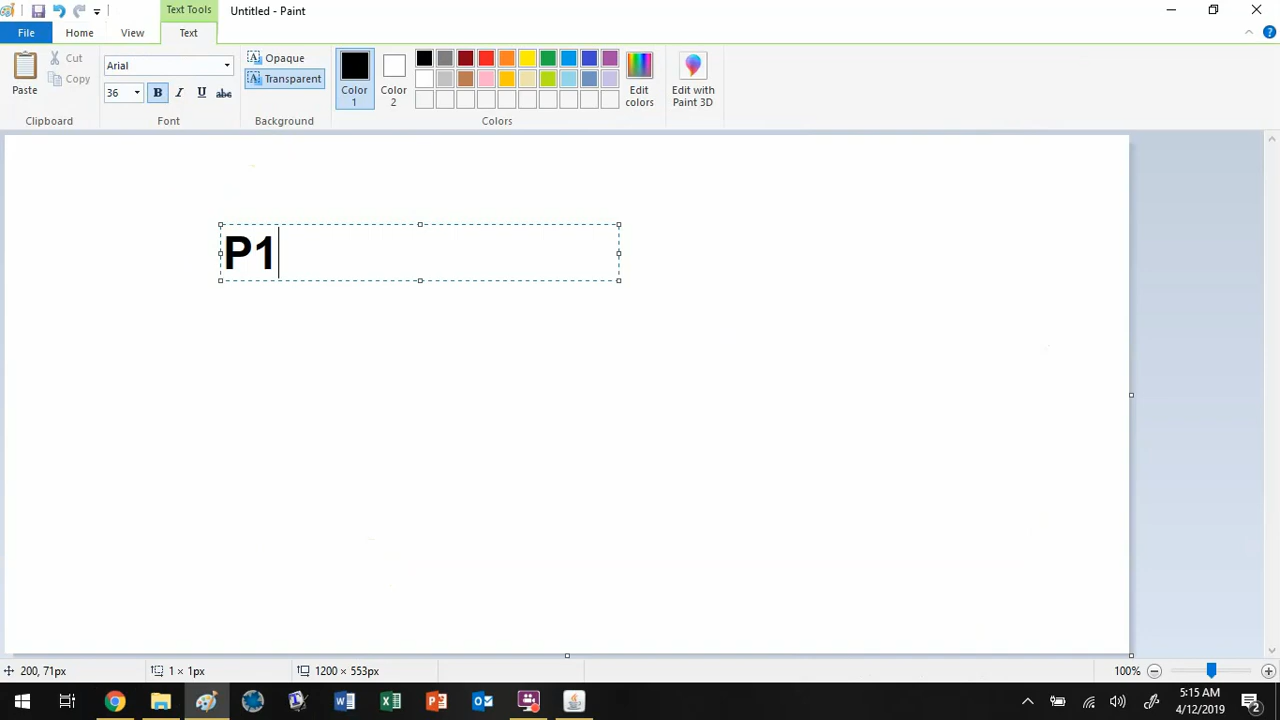 Text Tools
Untitled - Paint
File
Home
View
Text
Paste
Cut
Copy
Clipboard
Arial
36
B
I
U
abc
Font
A Opaque
A Transparent
Background
Color 1
Color 2
Edit colors
Colors
Edit with Paint 3D
P1
200, 71px
1 × 1px
1200 × 553px
100%
5:15 AM
4/12/2019
2